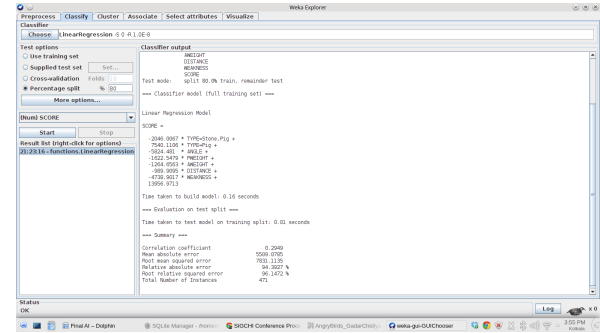 Weka Explorer
Preprocess Classify Cluster Associate Select attributes Visualize
Classifier
Choose LinearRegression -S 0 -R 1.0E-8
Test options
Use training set
Supplied test set Set...
Cross-validation Folds
Percentage split % 80
More options...
(Num) SCORE
Start Stop
Result list (right-click for options)
21:23:16 - functions.LinearRegression
Classifier output
AWEIGHT
DISTANCE
WEAKNESS
SCORE
Test mode: split 80.0% train, remainder test
=== Classifier model (full training set) ===
Linear Regression Model
SCORE =
-2046.0067 * TYPE=Stone,Pig +
7540.1106 * TYPE=Pig +
-5824.481 * ANGLE +
-1622.5479 * PWEIGHT +
-1264.6563 * AWEIGHT +
-989.9095 * DISTANCE +
-4738.9017 * WEAKNESS +
13956.9713
Time taken to build model: 0.16 seconds
=== Evaluation on test split ===
Time taken to test model on training split: 0.01 seconds
=== Summary ===
Correlation coefficient 0.2949
Mean absolute error 5509.0785
Root mean squared error 7831.1135
Relative absolute error 94.3927 %
Root relative squared error 96.1472 %
Total Number of Instances 471
Status
OK
Log
x 0
Final AI – Dolphin
SQLite Manager - /home/
SIGCHI Conference Proce
weka-gui-GUIChooser
3:55 PM
Kolkata